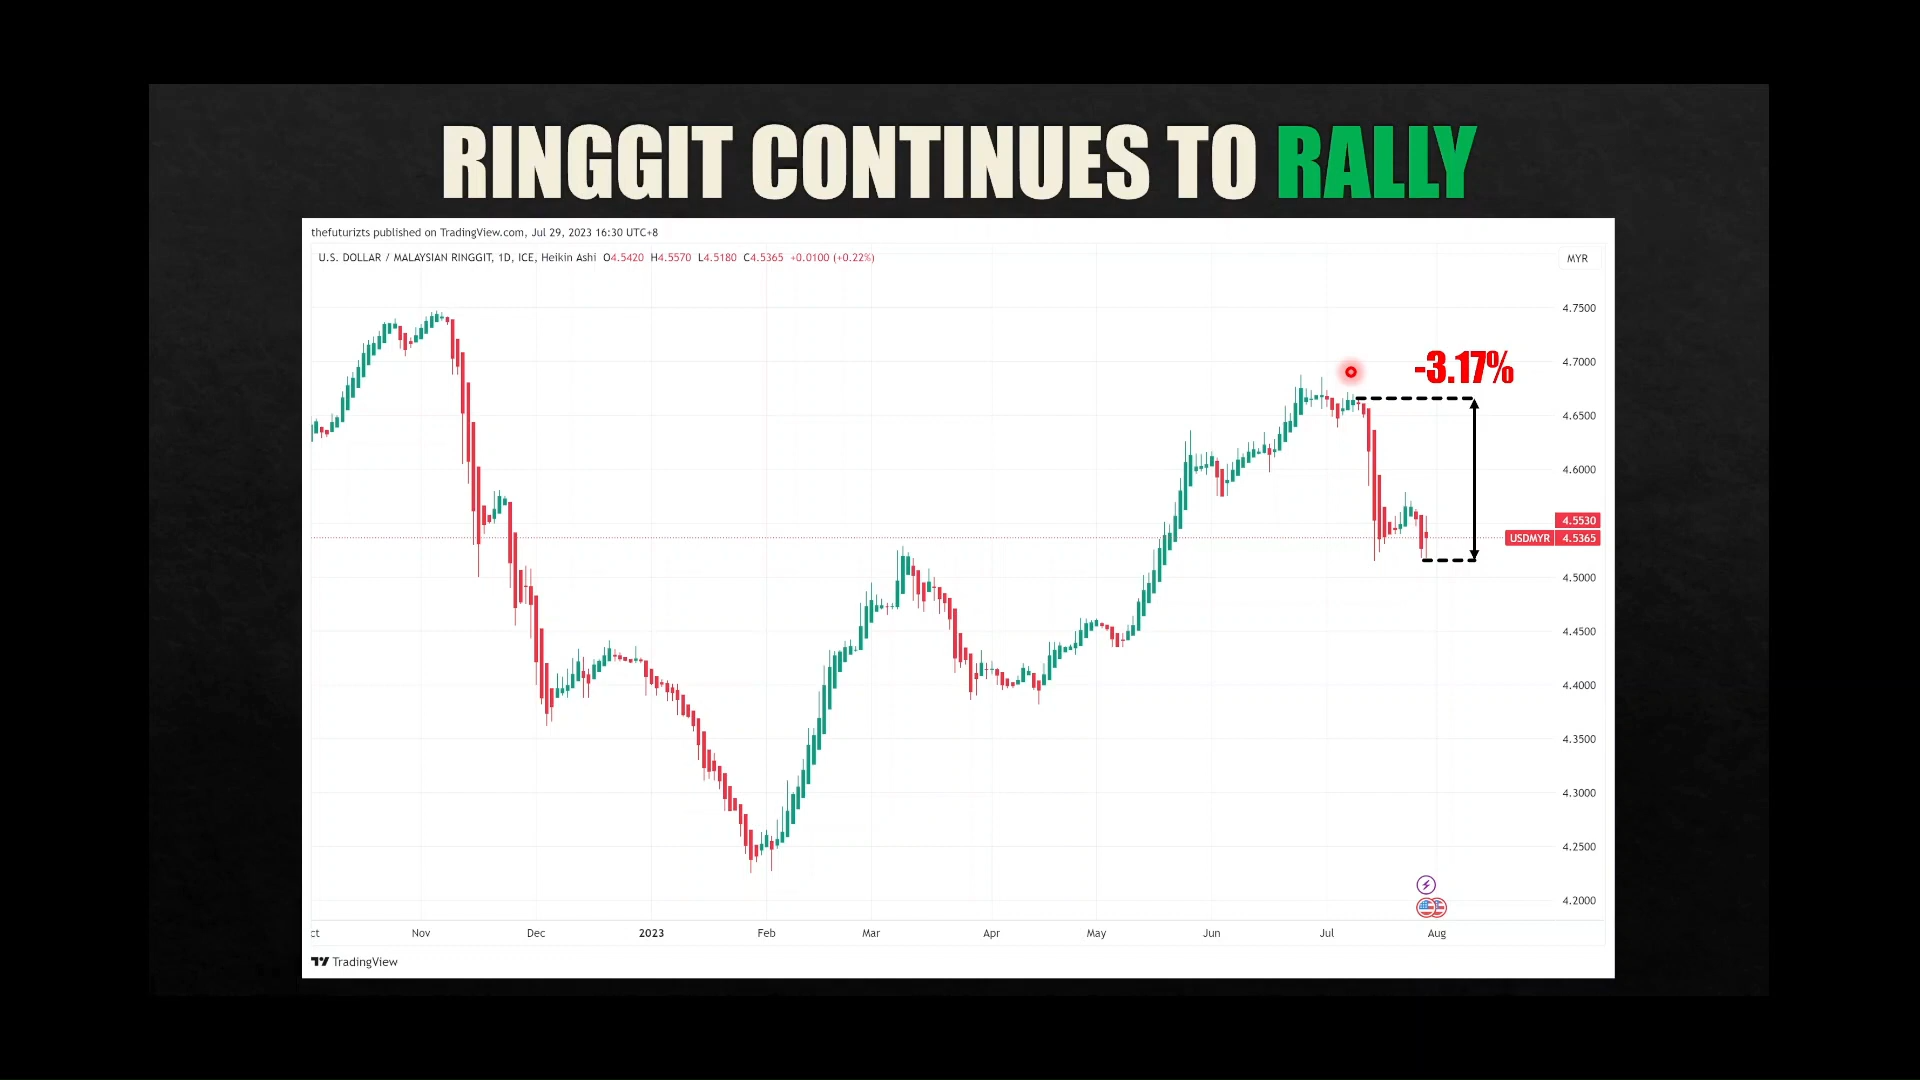 RINGGIT CONTINUES TO RALLY
thefuturizts published on TradingView.com, Jul 29, 2023 16:30 UTC+8
U.S. DOLLAR / MALAYSIAN RINGGIT, 1D, ICE, Heikin Ashi O4.5420 H4.5570 L4.5180 C4.5365 +0.0100 (+0.22%)
MYR
4.7500
4.7000
-3.17%
4.6500
4.6000
4.5530
USDMYR 4.5365
4.5000
4.4500
4.4000
4.3500
4.3000
4.2500
4.2000
ct Nov Dec 2023 Feb Mar Apr May Jun Jul Aug
TradingView